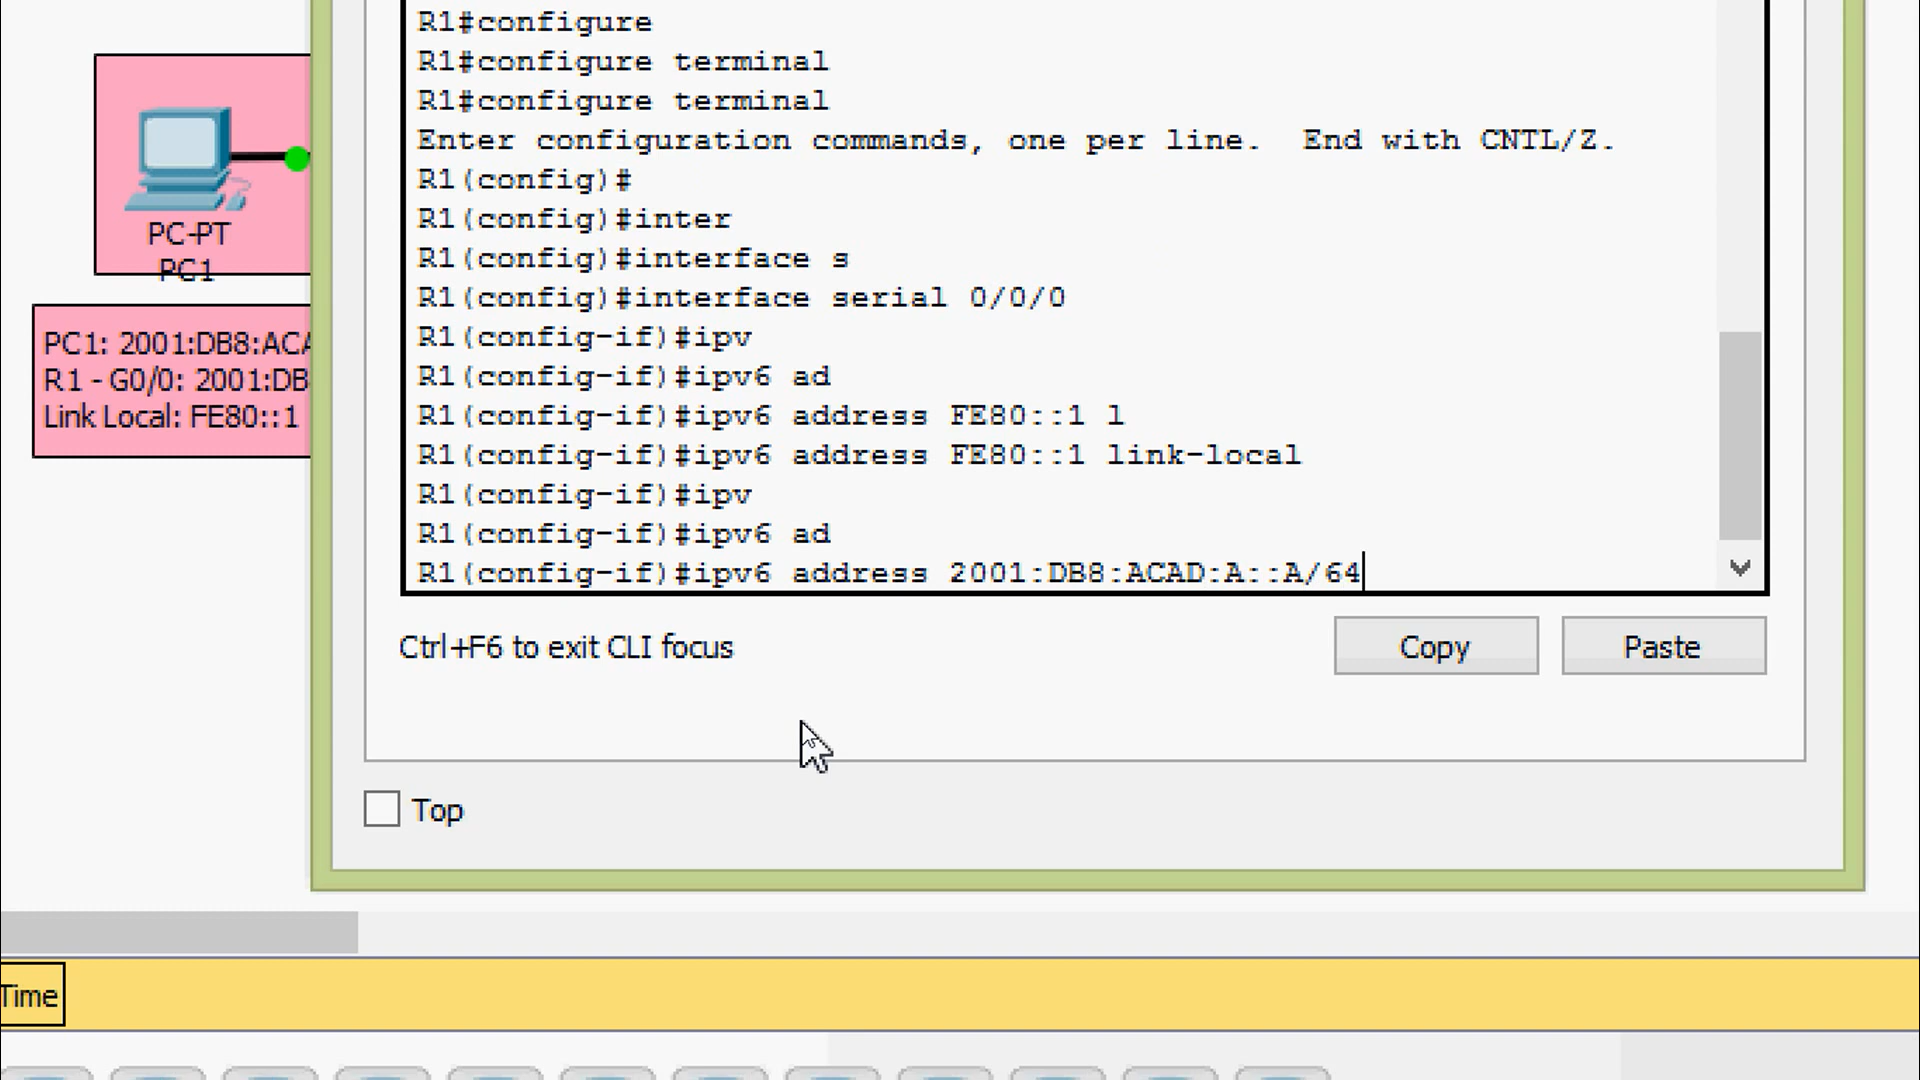 R1#configure
R1#configure terminal
R1#configure terminal
Enter configuration commands, one per line.  End with CNTL/Z.
R1(config)#
R1(config)#inter
R1(config)#interface s
R1(config)#interface serial 0/0/0
R1(config-if)#ipv
R1(config-if)#ipv6 ad
R1(config-if)#ipv6 address FE80::1 l
R1(config-if)#ipv6 address FE80::1 link-local
R1(config-if)#ipv
R1(config-if)#ipv6 ad
R1(config-if)#ipv6 address 2001:DB8:ACAD:A::A/64
PC-PT
PC1
PC1: 2001:DB8:ACA
R1 - G0/0: 2001:DB
Link Local: FE80::1
Ctrl+F6 to exit CLI focus
Copy
Paste
Top
Time